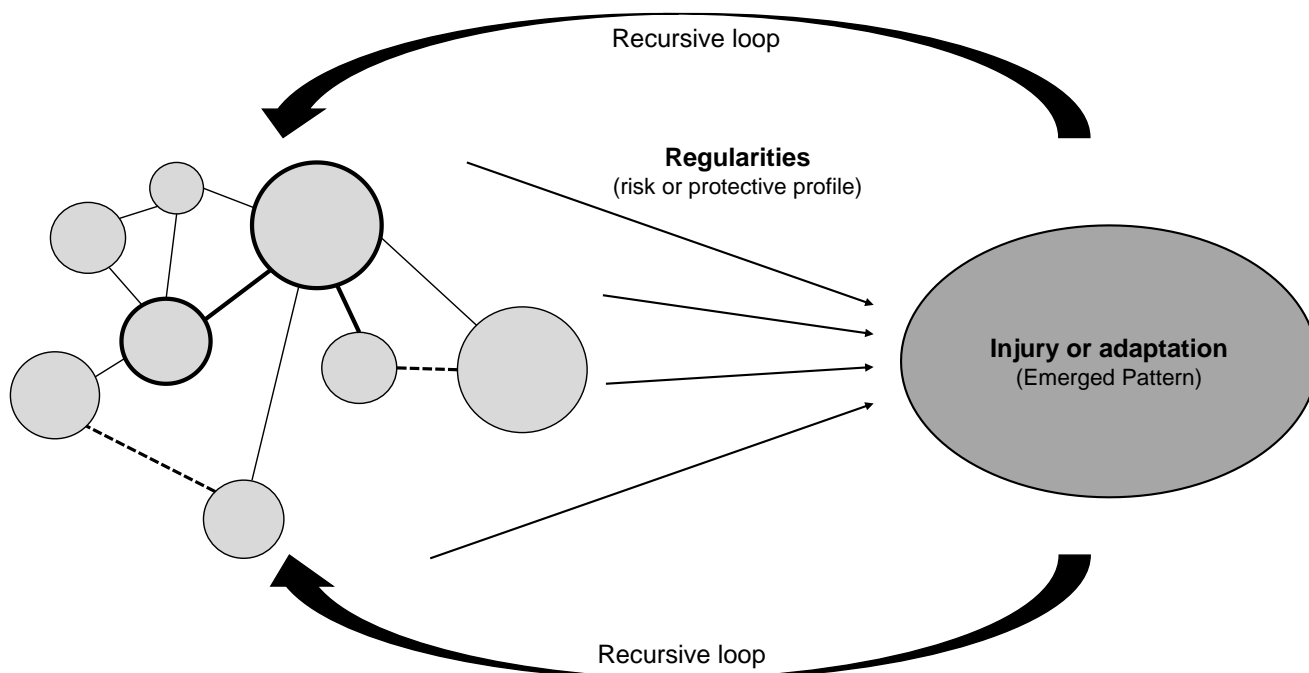 Recursive loop
Regularities
(risk or protective profile)
Injury or adaptation
(Emerged Pattern)
Recursive loop